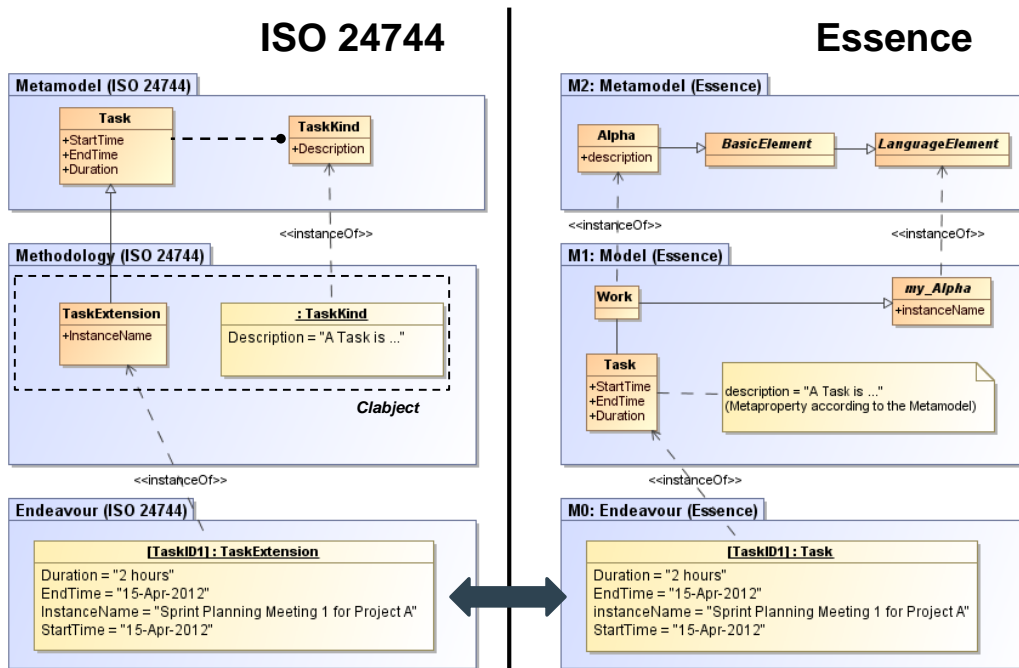 ISO 24744
Metamodel (ISO 24744)
Task
+StartTime
+EndTime
+Duration
TaskKind
+Description
<<instanceOf>>
Methodology (ISO 24744)
TaskExtension
+InstanceName
: TaskKind
Description = "A Task is ..."
Clabject
<<instanceOf>>
Endeavour (ISO 24744)
[TaskID1] : TaskExtension
Duration = "2 hours"
EndTime = "15-Apr-2012"
InstanceName = "Sprint Planning Meeting 1 for Project A"
StartTime = "15-Apr-2012"
Essence
M2: Metamodel (Essence)
Alpha
+description
BasicElement
LanguageElement
<<instanceOf>>
<<instanceOf>>
M1: Model (Essence)
Work
my_Alpha
+instanceName
Task
+StartTime
+EndTime
+Duration
description = "A Task is ..."
(Metaproperty according to the Metamodel)
<<instanceOf>>
M0: Endeavour (Essence)
[TaskID1] : Task
Duration = "2 hours"
EndTime = "15-Apr-2012"
instanceName = "Sprint Planning Meeting 1 for Project A"
StartTime = "15-Apr-2012"